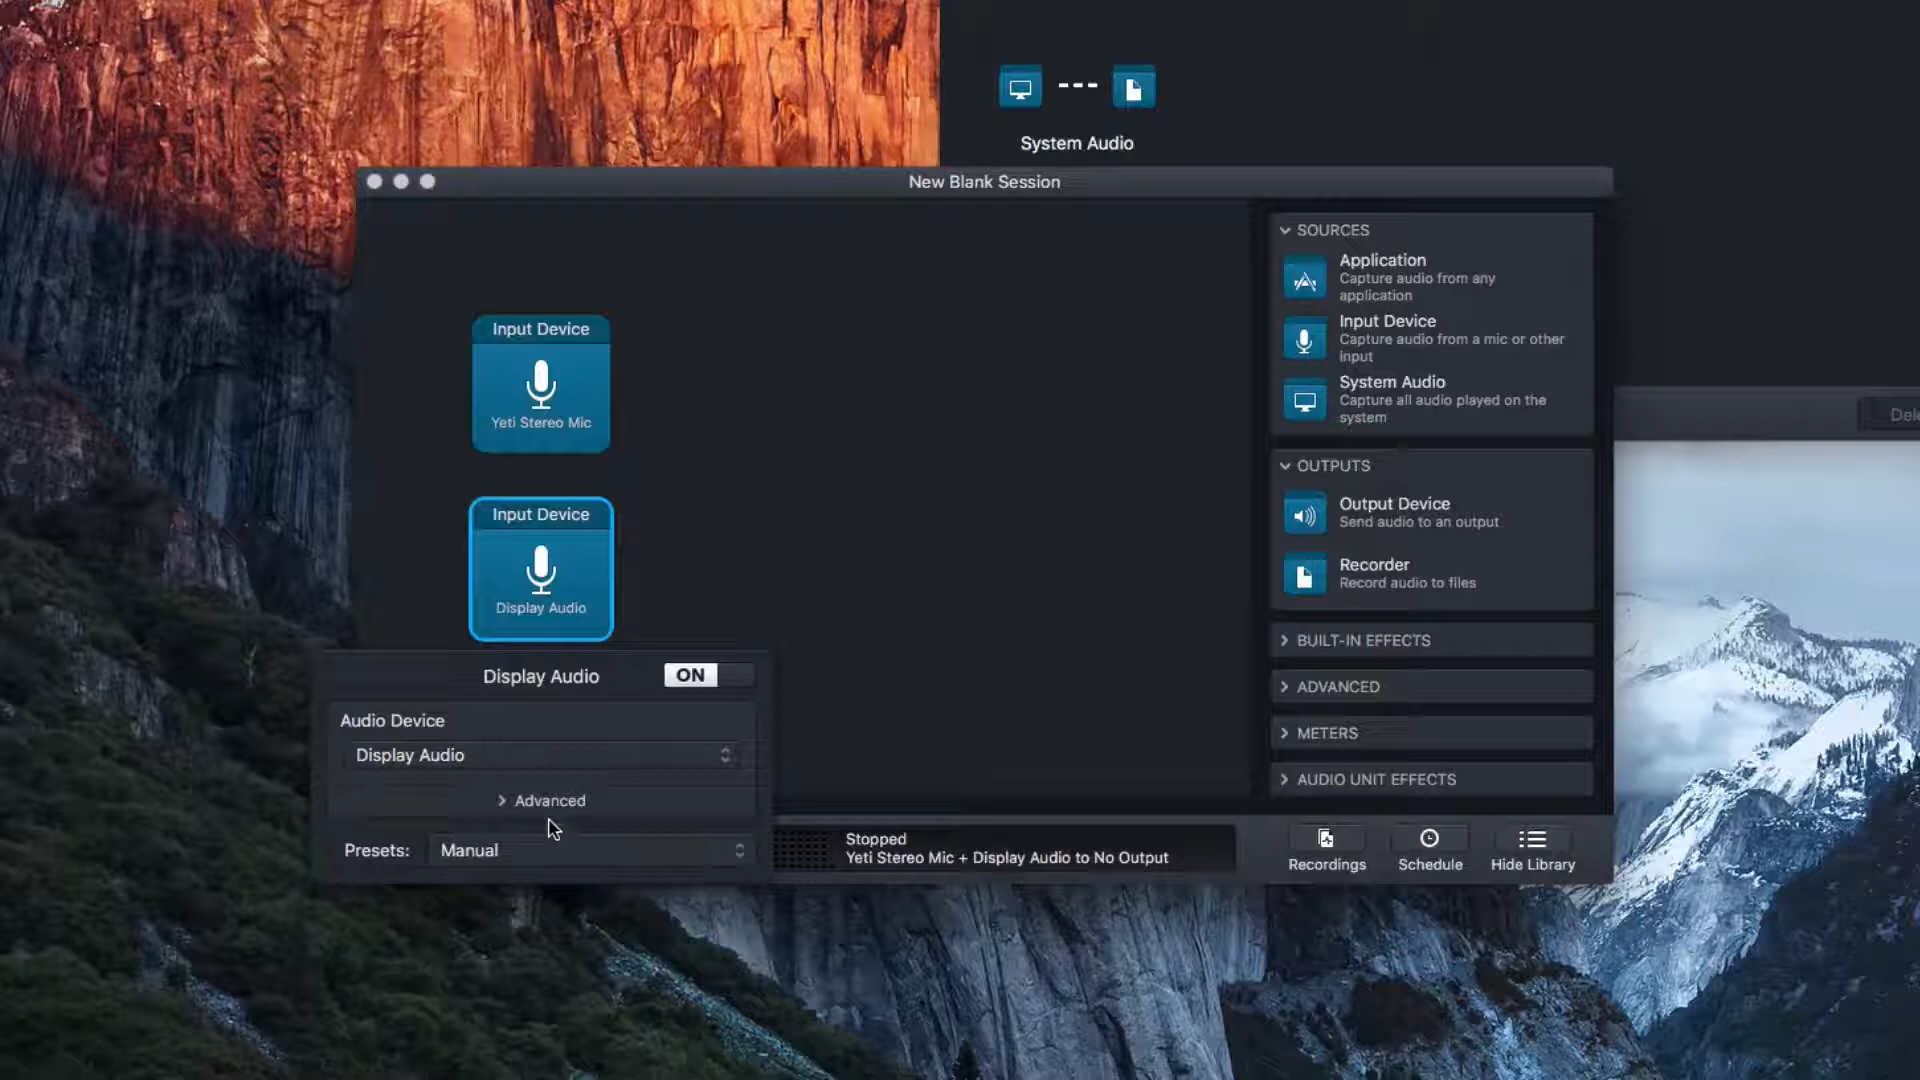 System Audio
New Blank Session
Input Device
Yeti Stereo Mic
Input Device
Display Audio
Display Audio
ON
Audio Device
Display Audio
Advanced
Presets:
Manual
Stopped
Yeti Stereo Mic + Display Audio to No Output
SOURCES
Application
Capture audio from any
application
Input Device
Capture audio from a mic or other
input
System Audio
Capture all audio played on the
system
OUTPUTS
Output Device
Send audio to an output
Recorder
Record audio to files
BUILT-IN EFFECTS
ADVANCED
METERS
AUDIO UNIT EFFECTS
Recordings
Schedule
Hide Library